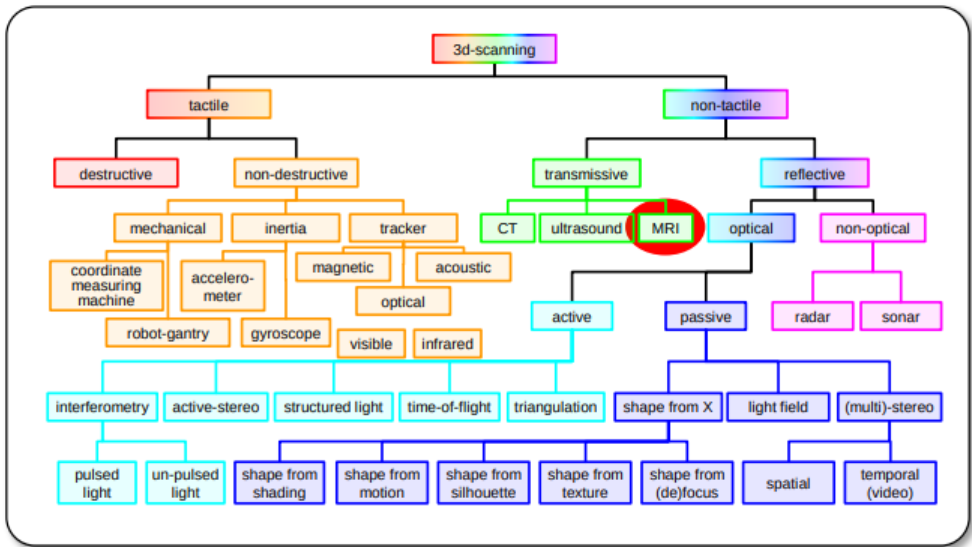 3d-scanning
tactile
non-tactile
destructive
non-destructive
transmissive
reflective
mechanical
inertia
tracker
CT
ultrasound
MRI
optical
non-optical
coordinate
measuring
machine
accelero-
meter
magnetic
acoustic
optical
robot-gantry
gyroscope
visible
infrared
active
passive
radar
sonar
interferometry
active-stereo
structured light
time-of-flight
triangulation
shape from X
light field
(multi)-stereo
pulsed
light
un-pulsed
light
shape from
shading
shape from
motion
shape from
silhouette
shape from
texture
shape from
(de)focus
spatial
temporal
(video)